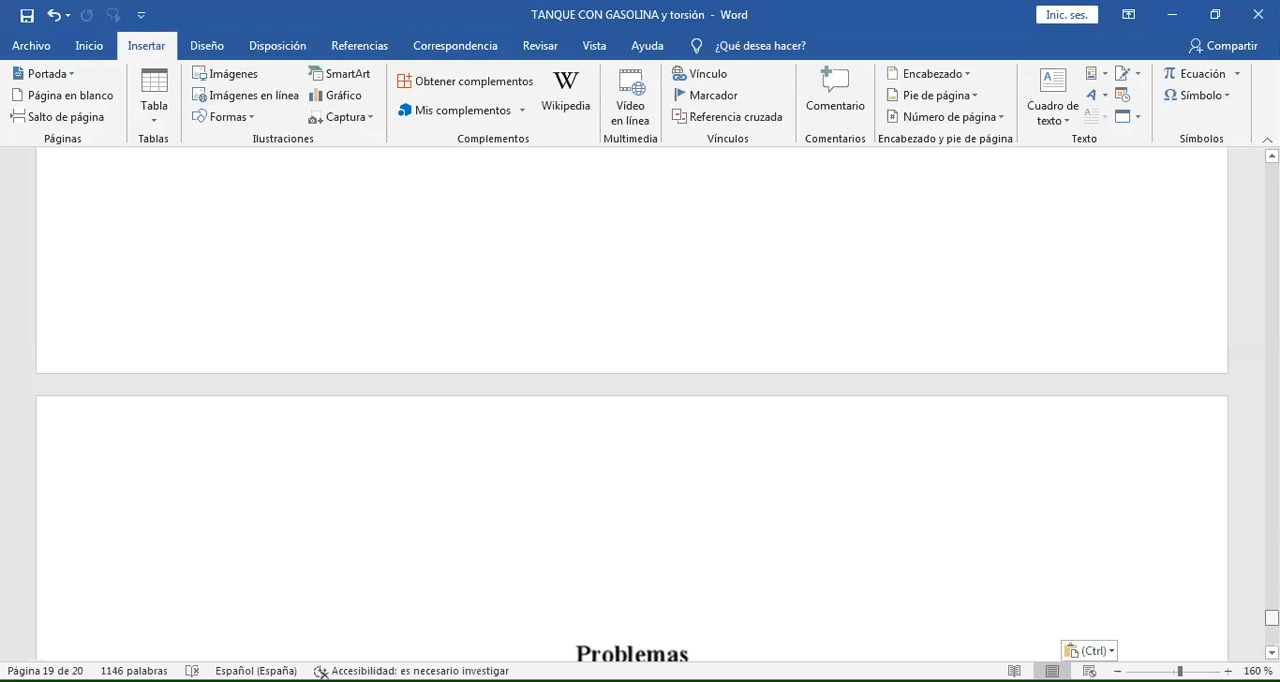 TANQUE CON GASOLINA y torsión - Word
Inic. ses.
Archivo Inicio Insertar Diseño Disposición Referencias Correspondencia Revisar Vista Ayuda ¿Qué desea hacer? Compartir
Portada
Página en blanco
Salto de página
Páginas
Tabla
Tablas
Imágenes
Imágenes en línea
Formas
SmartArt
Gráfico
Captura
Ilustraciones
Obtener complementos
Mis complementos
W
Wikipedia
Complementos
Vídeo
en línea
Multimedia
Vínculo
Marcador
Referencia cruzada
Vínculos
Comentario
Comentarios
Encabezado
Pie de página
Número de página
Encabezado y pie de página
Cuadro de
texto
Texto
π Ecuación
Ω Símbolo
Símbolos
Problemas
(Ctrl)
Página 19 de 20 1146 palabras Español (España) Accesibilidad: es necesario investigar
- + 160 %